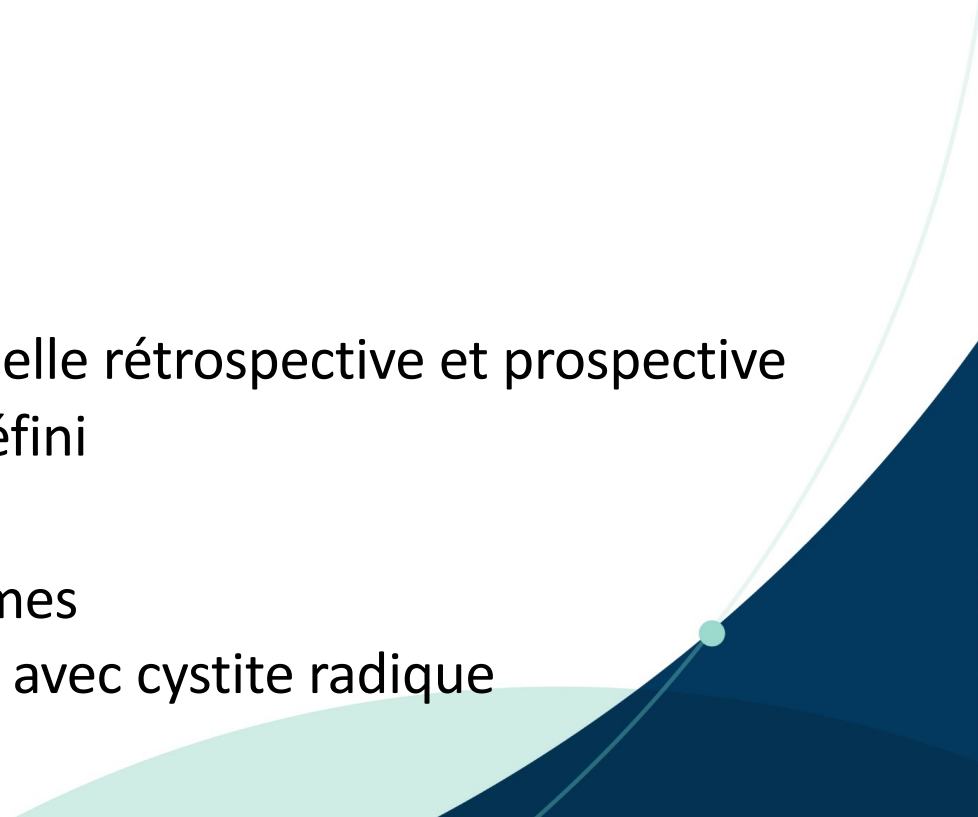 elle rétrospective et prospective
éfini
mes
avec cystite radique